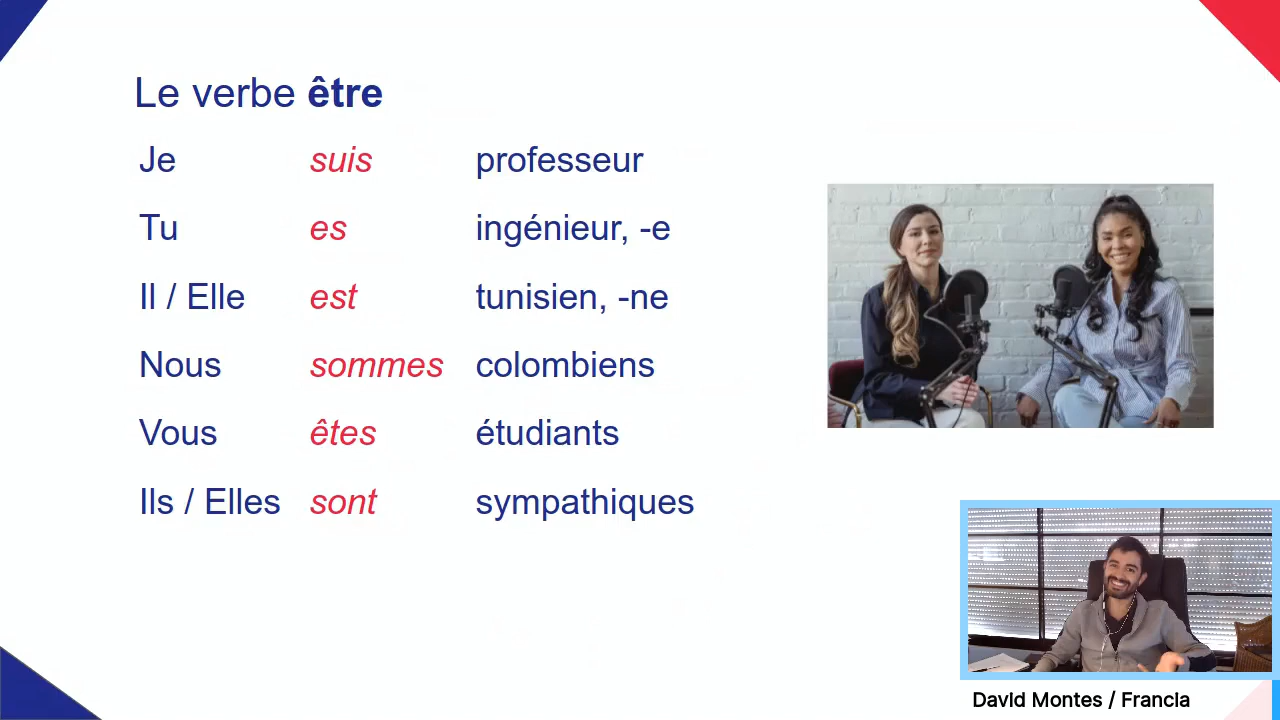 Le verbe être
Je suis professeur
Tu es ingénieur, -e
Il / Elle est tunisien, -ne
Nous sommes colombiens
Vous êtes étudiants
Ils / Elles sont sympathiques
David Montes / Francia